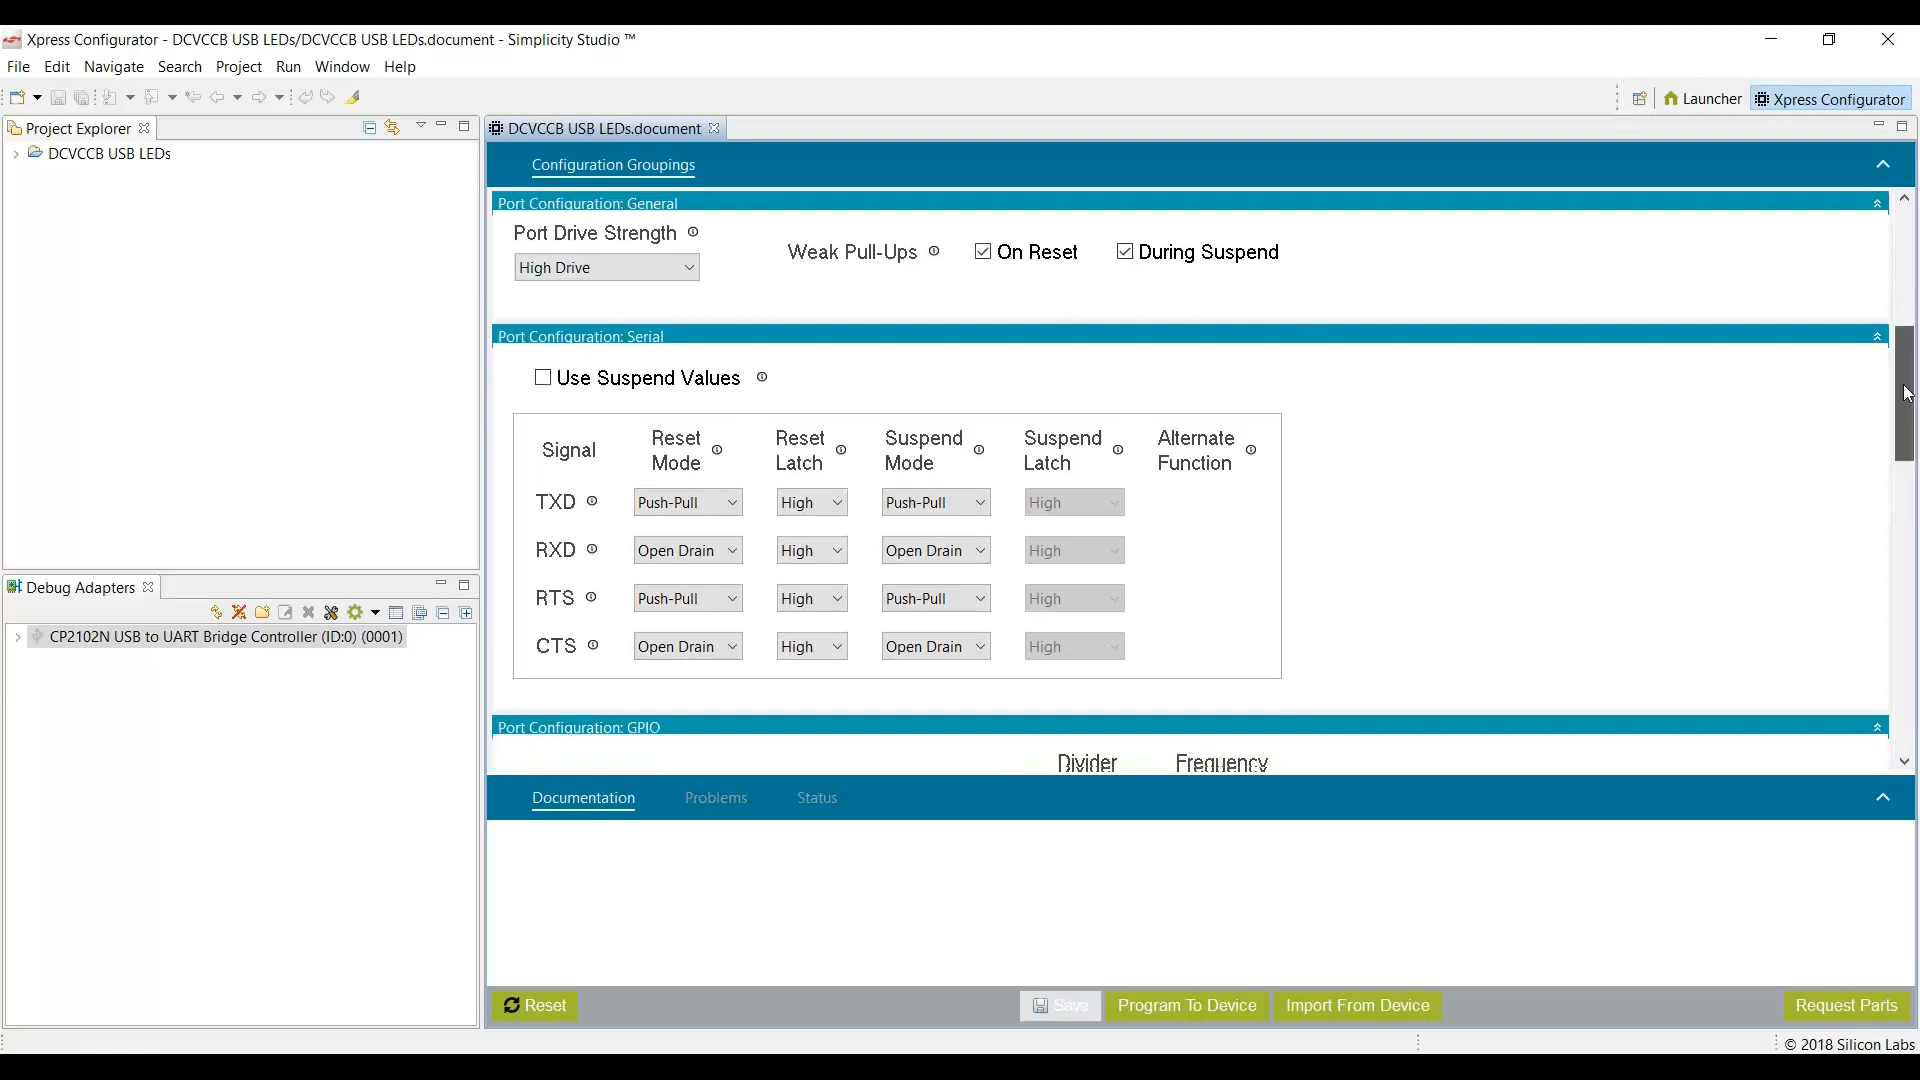 Xpress Configurator - DCVCCB USB LEDs/DCVCCB USB LEDs.document - Simplicity Studio ™
File Edit Navigate Search Project Run Window Help
Launcher Xpress Configurator
Project Explorer
DCVCCB USB LEDs
DCVCCB USB LEDs.document
Configuration Groupings
Port Configuration: General
Port Drive Strength
High Drive
Weak Pull-Ups On Reset During Suspend
Port Configuration: Serial
Use Suspend Values
Signal Reset Mode Reset Latch Suspend Mode Suspend Latch Alternate Function
TXD Push-Pull High Push-Pull High
RXD Open Drain High Open Drain High
RTS Push-Pull High Push-Pull High
CTS Open Drain High Open Drain High
Port Configuration: GPIO
Divider Frequency
Debug Adapters
CP2102N USB to UART Bridge Controller (ID:0) (0001)
Documentation Problems Status
Reset Save Program To Device Import From Device Request Parts
© 2018 Silicon Labs